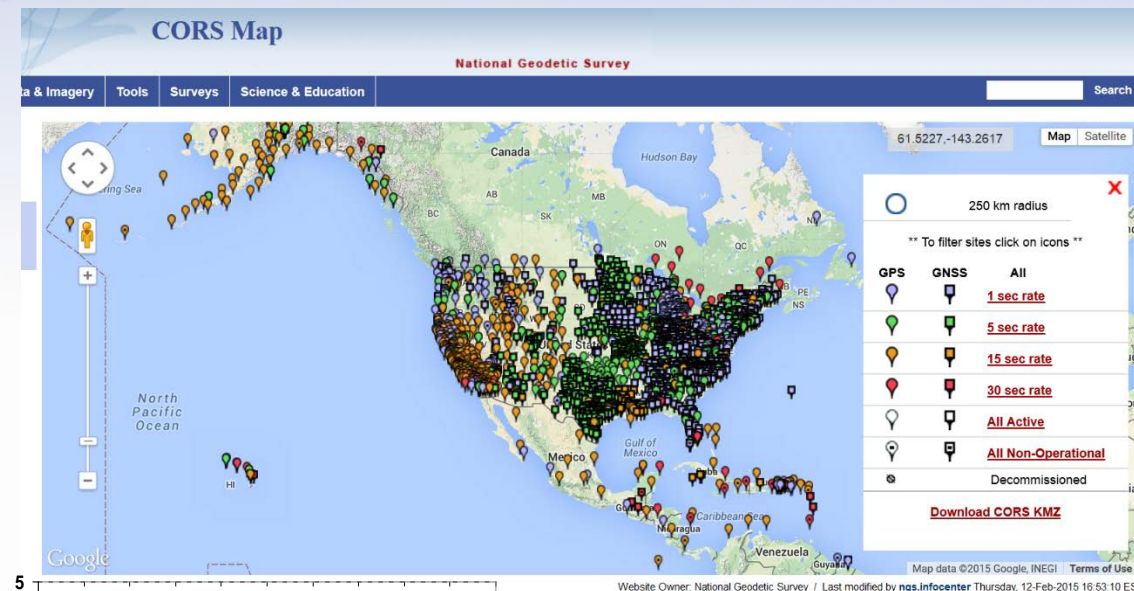 CORS Map
National Geodetic Survey
ta & Imagery Tools Surveys Science & Education Search
61.5227,-143.2617 Map Satellite
Canada
Hudson Bay
ring Sea
AB
MB
BC
SK
ON
QC
PE
NS
North
Pacific
Ocean
HI
Mexico
Gulf of
Mexico
Cuba
Caribbean Sea
Nicaragua
Venezuela
Guyana
Google
X
250 km radius
** To filter sites click on icons **
GPS GNSS All
1 sec rate
5 sec rate
15 sec rate
30 sec rate
All Active
All Non-Operational
Decommissioned
Download CORS KMZ
Map data ©2015 Google, INEGI Terms of Use
5
Website Owner: National Geodetic Survey / Last modified by ngs.infocenter Thursday, 12-Feb-2015 16:53:10 ES